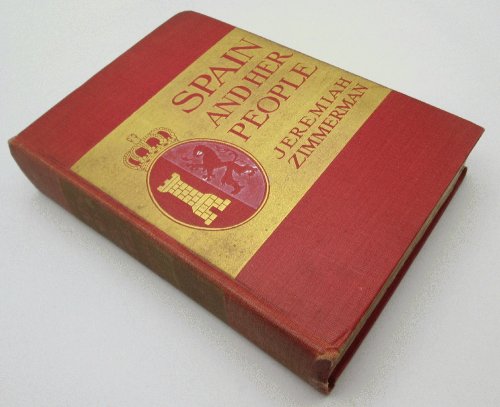 SPAIN
AND HER
PEOPLE
JEREMIAH
ZIMMERMAN